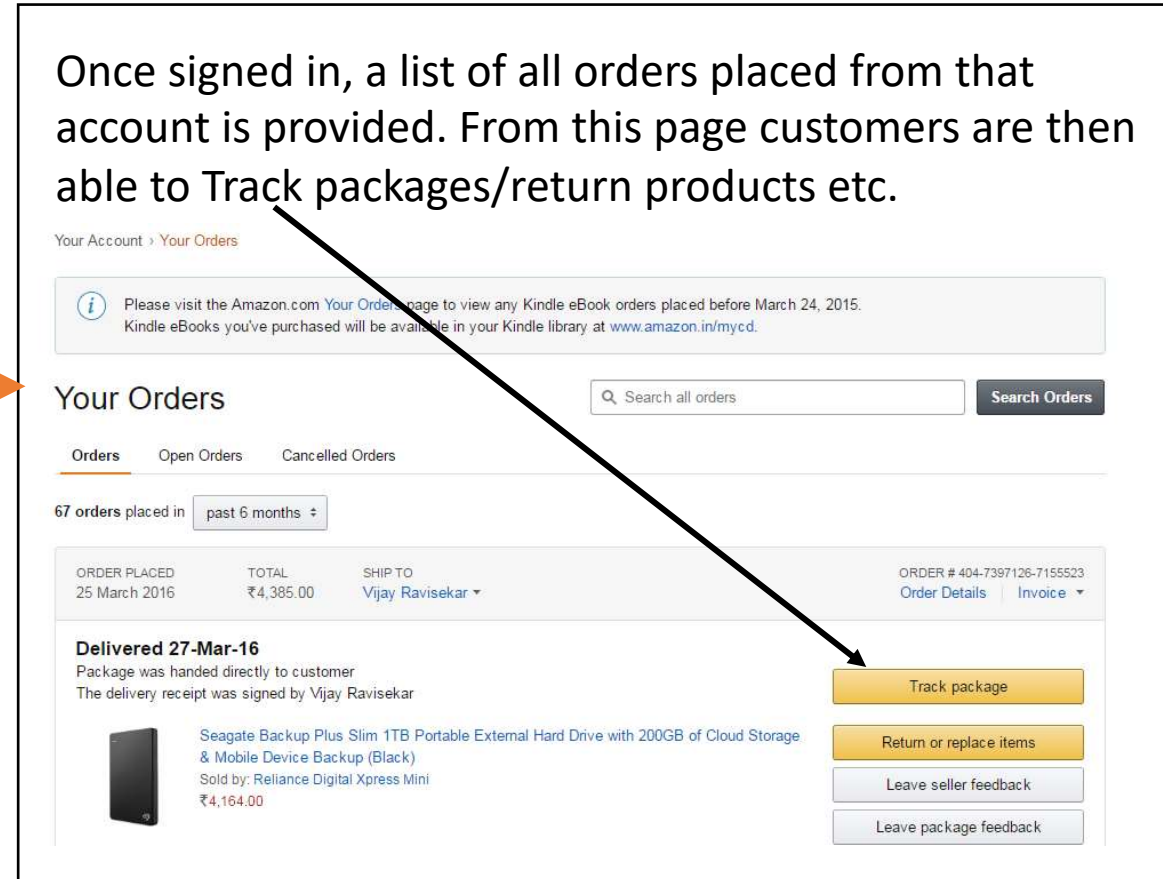 Once signed in, a list of all orders placed from that
account is provided. From this page customers are then
able to Track packages/return products etc.
Your Account › Your Orders
i Please visit the Amazon.com Your Orders page to view any Kindle eBook orders placed before March 24, 2015.
Kindle eBooks you've purchased will be available in your Kindle library at www.amazon.in/mycd.
Your Orders
Search all orders
Search Orders
Orders Open Orders Cancelled Orders
67 orders placed in past 6 months
ORDER PLACED TOTAL SHIP TO ORDER # 404-7397126-7155523
25 March 2016 ₹4,385.00 Vijay Ravisekar Order Details Invoice
Delivered 27-Mar-16
Package was handed directly to customer
The delivery receipt was signed by Vijay Ravisekar
Track package
Seagate Backup Plus Slim 1TB Portable External Hard Drive with 200GB of Cloud Storage
& Mobile Device Backup (Black)
Sold by: Reliance Digital Xpress Mini
₹4,164.00
Return or replace items
Leave seller feedback
Leave package feedback